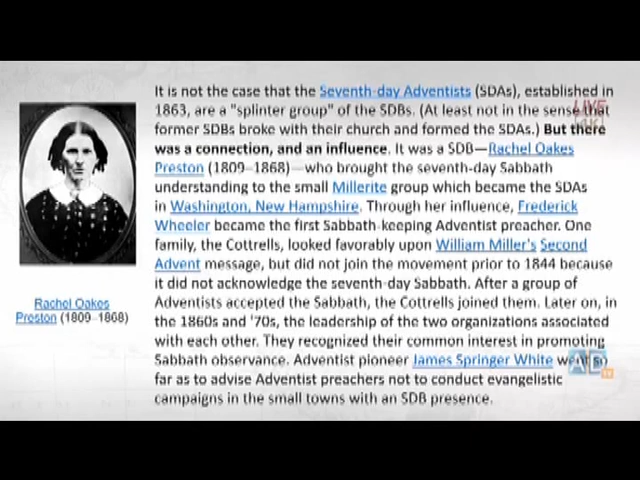 It is not the case that the Seventh-day Adventists (SDAs), established in
1863, are a "splinter group" of the SDBs. (At least not in the sense that
former SDBs broke with their church and formed the SDAs.) But there
was a connection, and an influence. It was a SDB—Rachel Oakes
Preston (1809–1868)—who brought the seventh-day Sabbath
understanding to the small Millerite group which became the SDAs
in Washington, New Hampshire. Through her influence, Frederick
Wheeler became the first Sabbath-keeping Adventist preacher. One
family, the Cottrells, looked favorably upon William Miller's Second
Advent message, but did not join the movement prior to 1844 because
it did not acknowledge the seventh-day Sabbath. After a group of
Adventists accepted the Sabbath, the Cottrells joined them. Later on, in
the 1860s and '70s, the leadership of the two organizations associated
with each other. They recognized their common interest in promoting
Sabbath observance. Adventist pioneer James Springer White went so
far as to advise Adventist preachers not to conduct evangelistic
campaigns in the small towns with an SDB presence.
Rachel Oakes
Preston (1809–1868)
LIVE